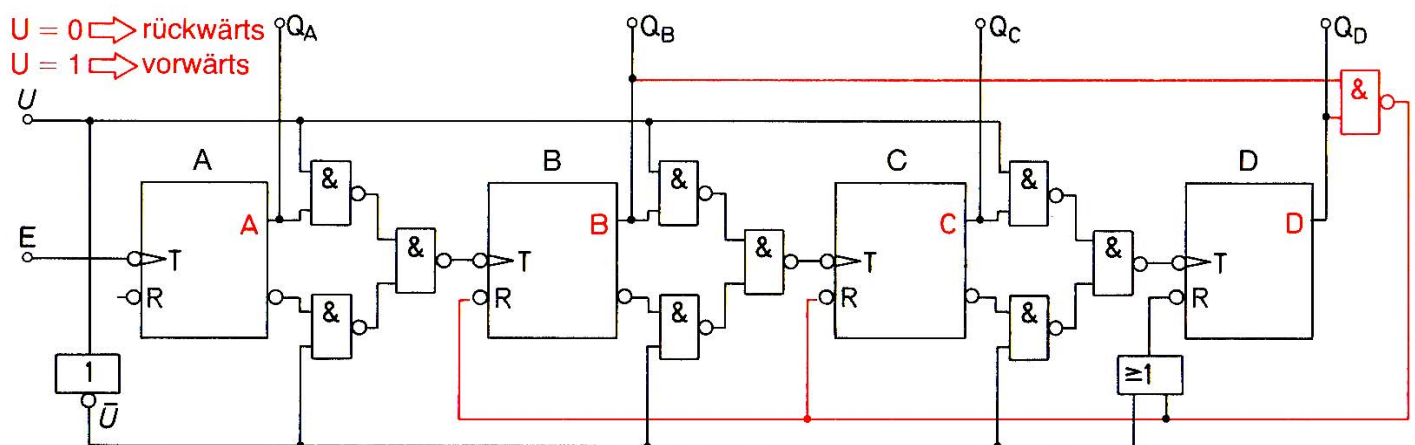 U = 0 ⇨ rückwärts
U = 1 ⇨ vorwärts
Q_A
Q_B
Q_C
Q_D
U
&
A
&
B
&
C
&
D
A
B
C
D
E
T
&
T
&
T
&
T
R
R
R
R
&
&
&
1
≥1
Ū